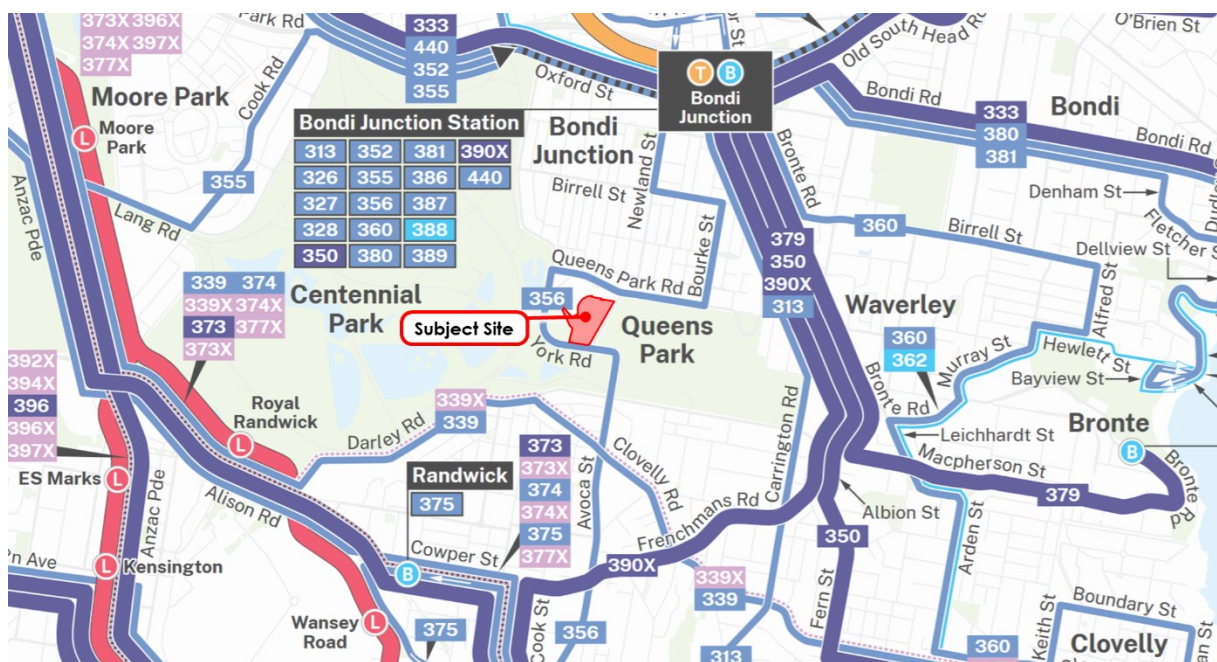 373X 396X
374X 397X
377X
Park Rd
Cook Rd
333
440
352
355
Oxford St
T B
Bondi
Junction
Old South Head Rd
O'Brien St
Moore Park
L
Moore
Park
Bondi Junction Station
313 352 381 390X
326 355 386 440
327 356 387
328 360 388
350 380 389
Bondi
Junction
Newland St
Birrell St
Bronte Rd
Bondi Rd
Bondi
333
380
381
Bondi Rd
Denham St
Fletcher St
Dellview St
355
Lang Rd
Anzac Pde
360
Birrell St
Alfred St
379
350
390X
313
Bourke St
Queens Park Rd
356
Subject Site
York Rd
Queens
Park
Centennial
Park
339 374
339X 374X
373 377X
373X
Waverley
360
362
Murray St
Hewlett St
Bayview St
Bronte Rd
Leichhardt St
Bronte
B
Bronte Rd
Macpherson St
379
392X
394X
396
396X
397X
Royal
Randwick
L
Darley Rd
339X
339
Clovelly Rd
Carrington Rd
ES Marks
L
Anzac Pde
Alison Rd
Randwick
375
373
373X
374
374X
375
377X
Avoca St
Frenchmans Rd
Albion St
350
Arden St
L
Kensington
Cowper St
B
390X
Cook St
339X
339
Fern St
Wansey
Road
L
375
356
313
360
Keith St
Boundary St
Clovelly